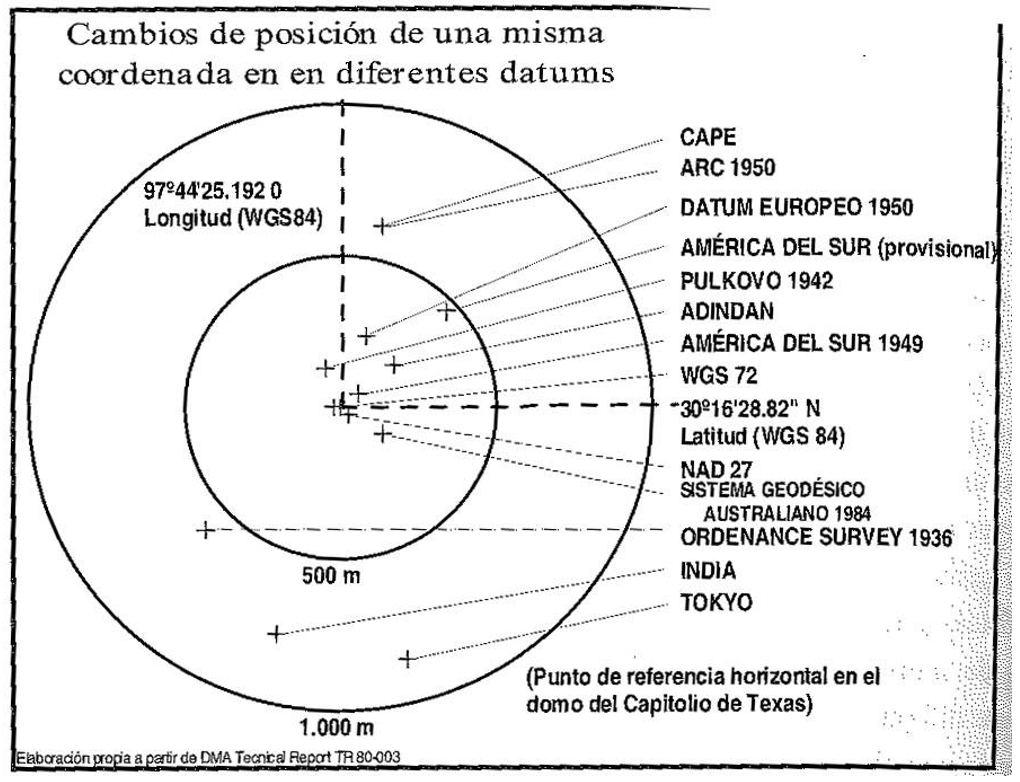 Cambios de posición de una misma
coordenada en en diferentes datums
97º44'25.192 0
Longitud (WGS84)
CAPE
ARC 1950
DATUM EUROPEO 1950
AMÉRICA DEL SUR (provisional)
PULKOVO 1942
ADINDAN
AMÉRICA DEL SUR 1949
WGS 72
30º16'28.82" N
Latitud (WGS 84)
NAD 27
SISTEMA GEODÉSICO
AUSTRALIANO 1984
ORDENANCE SURVEY 1936
INDIA
TOKYO
500 m
1.000 m
(Punto de referencia horizontal en el
domo del Capitolio de Texas)
Elaboración propia a partir de DMA Tecnical Report TR 80-003